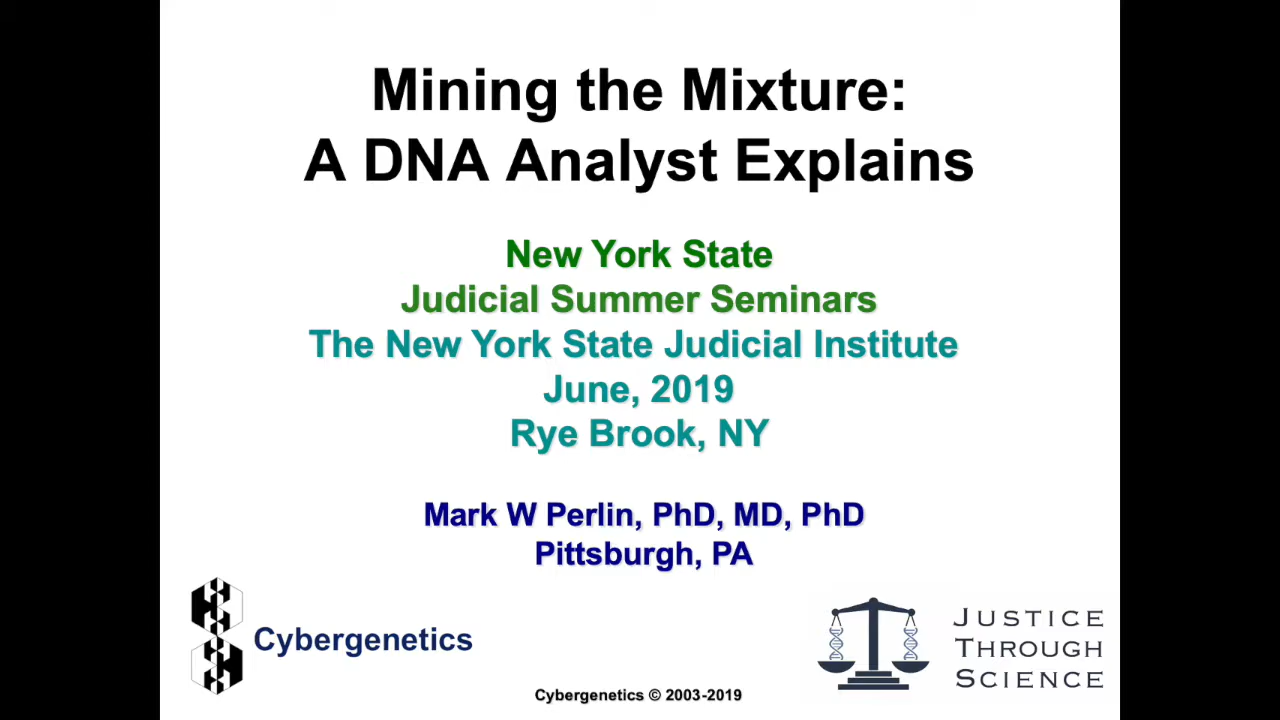 Mining the Mixture:
A DNA Analyst Explains
New York State
Judicial Summer Seminars
The New York State Judicial Institute
June, 2019
Rye Brook, NY
Mark W Perlin, PhD, MD, PhD
Pittsburgh, PA
Cybergenetics
JUSTICE
THROUGH
SCIENCE
Cybergenetics © 2003-2019